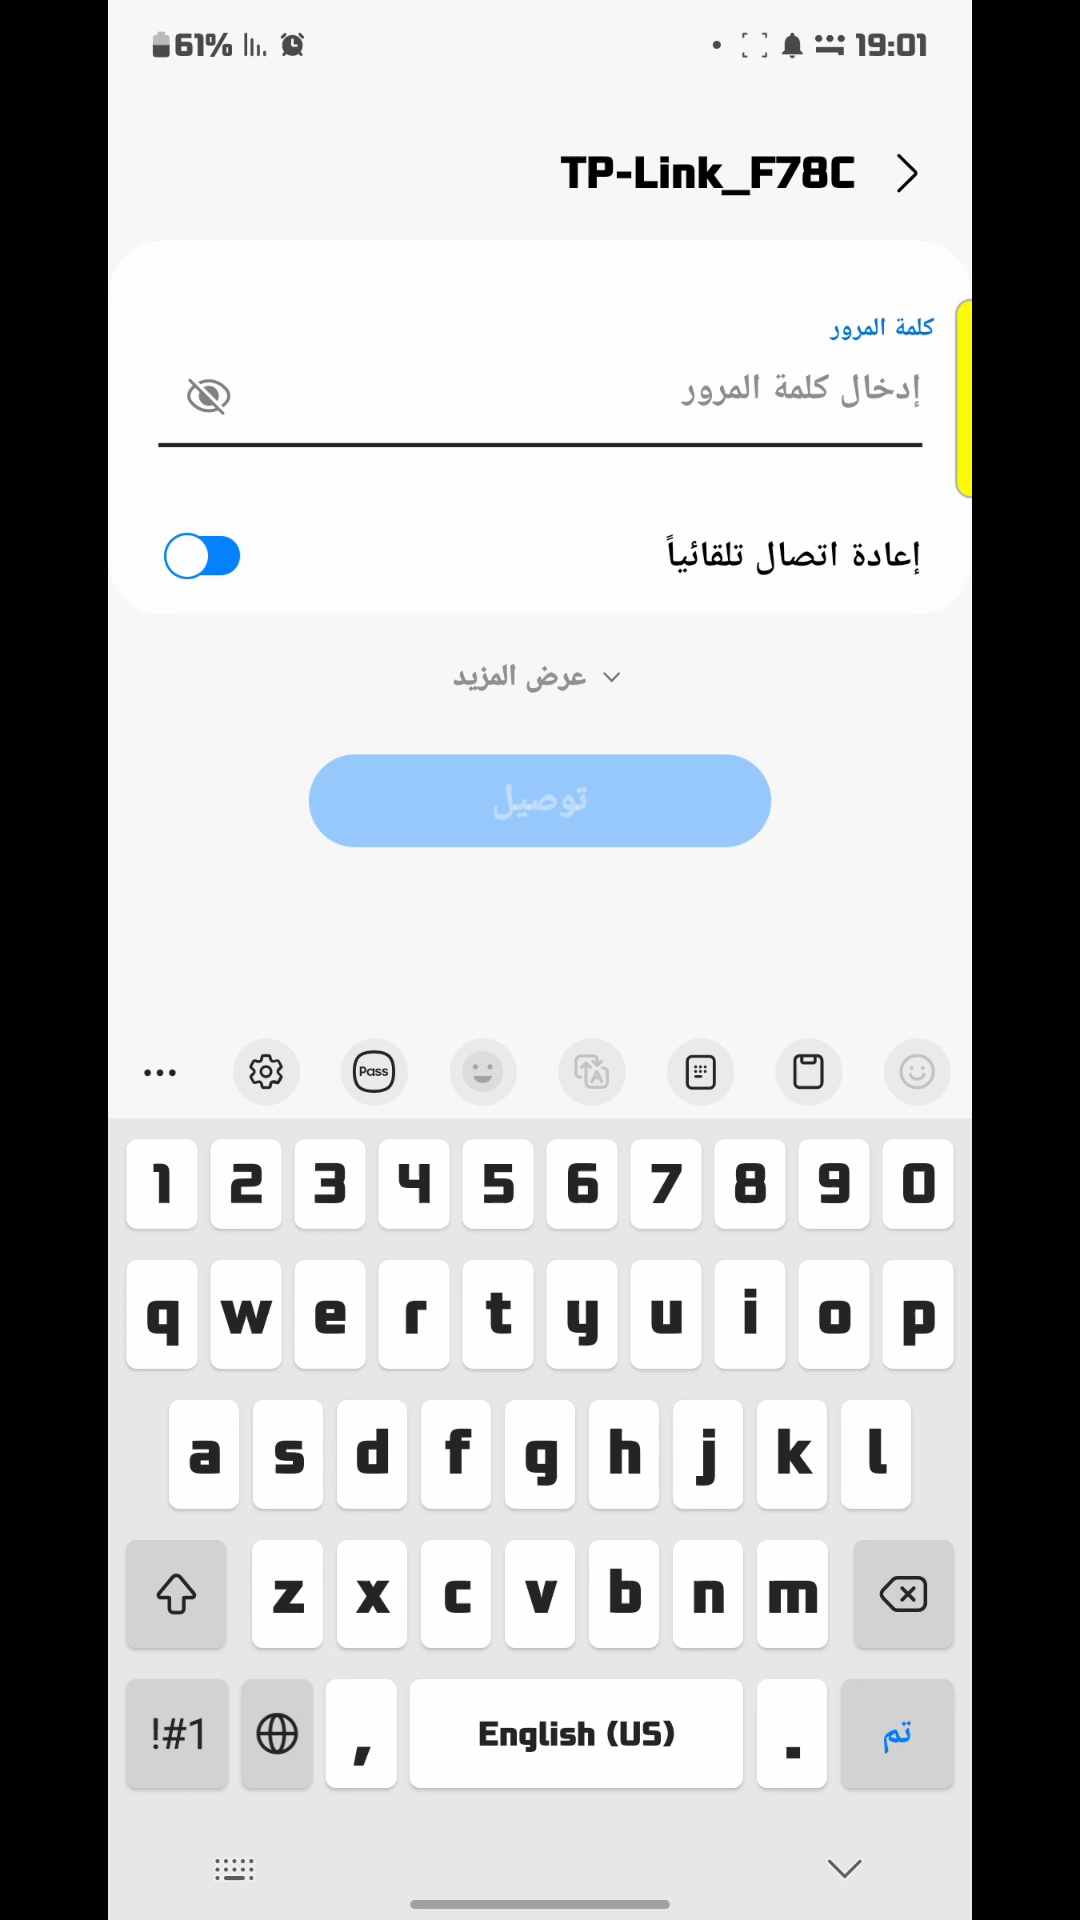 61%
19:01
TP-Link_F78C
كلمة المرور
إدخال كلمة المرور
إعادة اتصال تلقائياً
عرض المزيد
توصيل
Pass
1 2 3 4 5 6 7 8 9 0
q w e r t y u i o p
a s d f g h j k l
z x c v b n m
!#1 , English (US) . تم